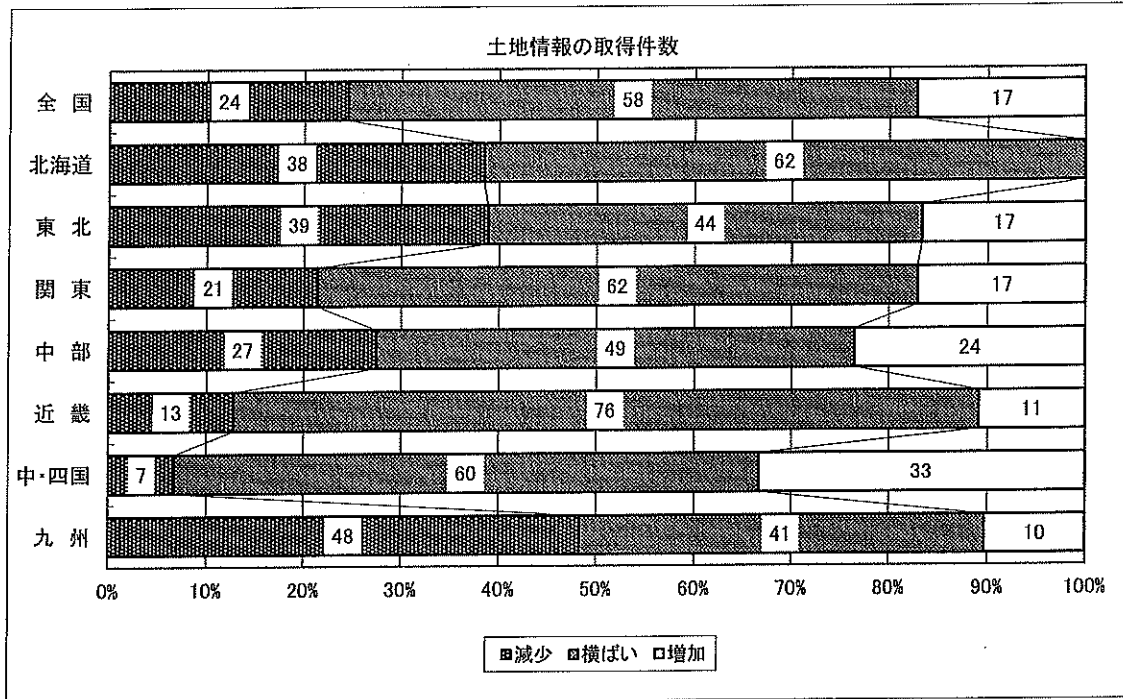 土地情報の取得件数
全国 24 58 17
北海道 38 62
東北 39 44 17
関東 21 62 17
中部 27 49 24
近畿 13 76 11
中・四国 7 60 33
九州 48 41 10
0% 10% 20% 30% 40% 50% 60% 70% 80% 90% 100%
減少 横ばい 増加